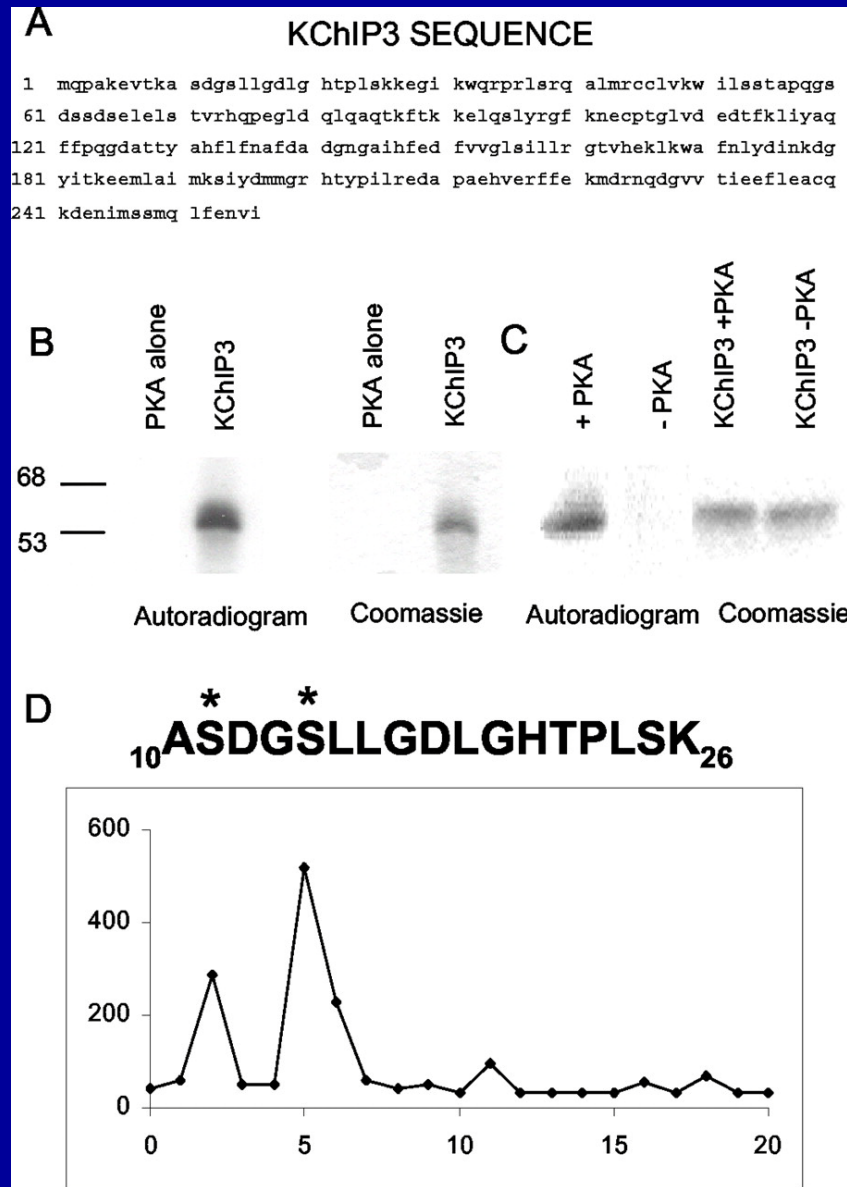 A
KChIP3 SEQUENCE
1 mqpakevtka sdgsllgdlg htplskkegi kwqrprlsrq almrcclvkw ilsstapqgs
61 dssdselels tvrhqpegld qlqaqtkftk kelqslyrgf knecptglvd edtfkliyaq
121 ffpqgdatty ahflfnafda dgngaihfed fvvglsillr gtvheklkwa fnlydinkdg
181 yitkeemlai mksiydmmgr htypilreda paehverffe kmdrnqdgvv tieefleacq
241 kdenimssmq lfenvi
B
PKA alone
KChIP3
PKA alone
KChIP3
C
+ PKA
- PKA
KChIP3 +PKA
KChIP3 -PKA
68
53
Autoradiogram
Coomassie
Autoradiogram
Coomassie
D
* *
10ASDGSLLGDLGHTPLSK26
600
400
200
0
0 5 10 15 20